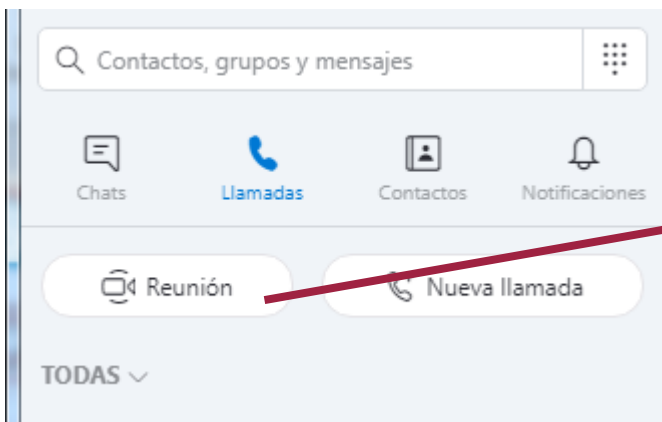 Contactos, grupos y mensajes
Chats Llamadas Contactos Notificaciones
Reunión Nueva llamada
TODAS